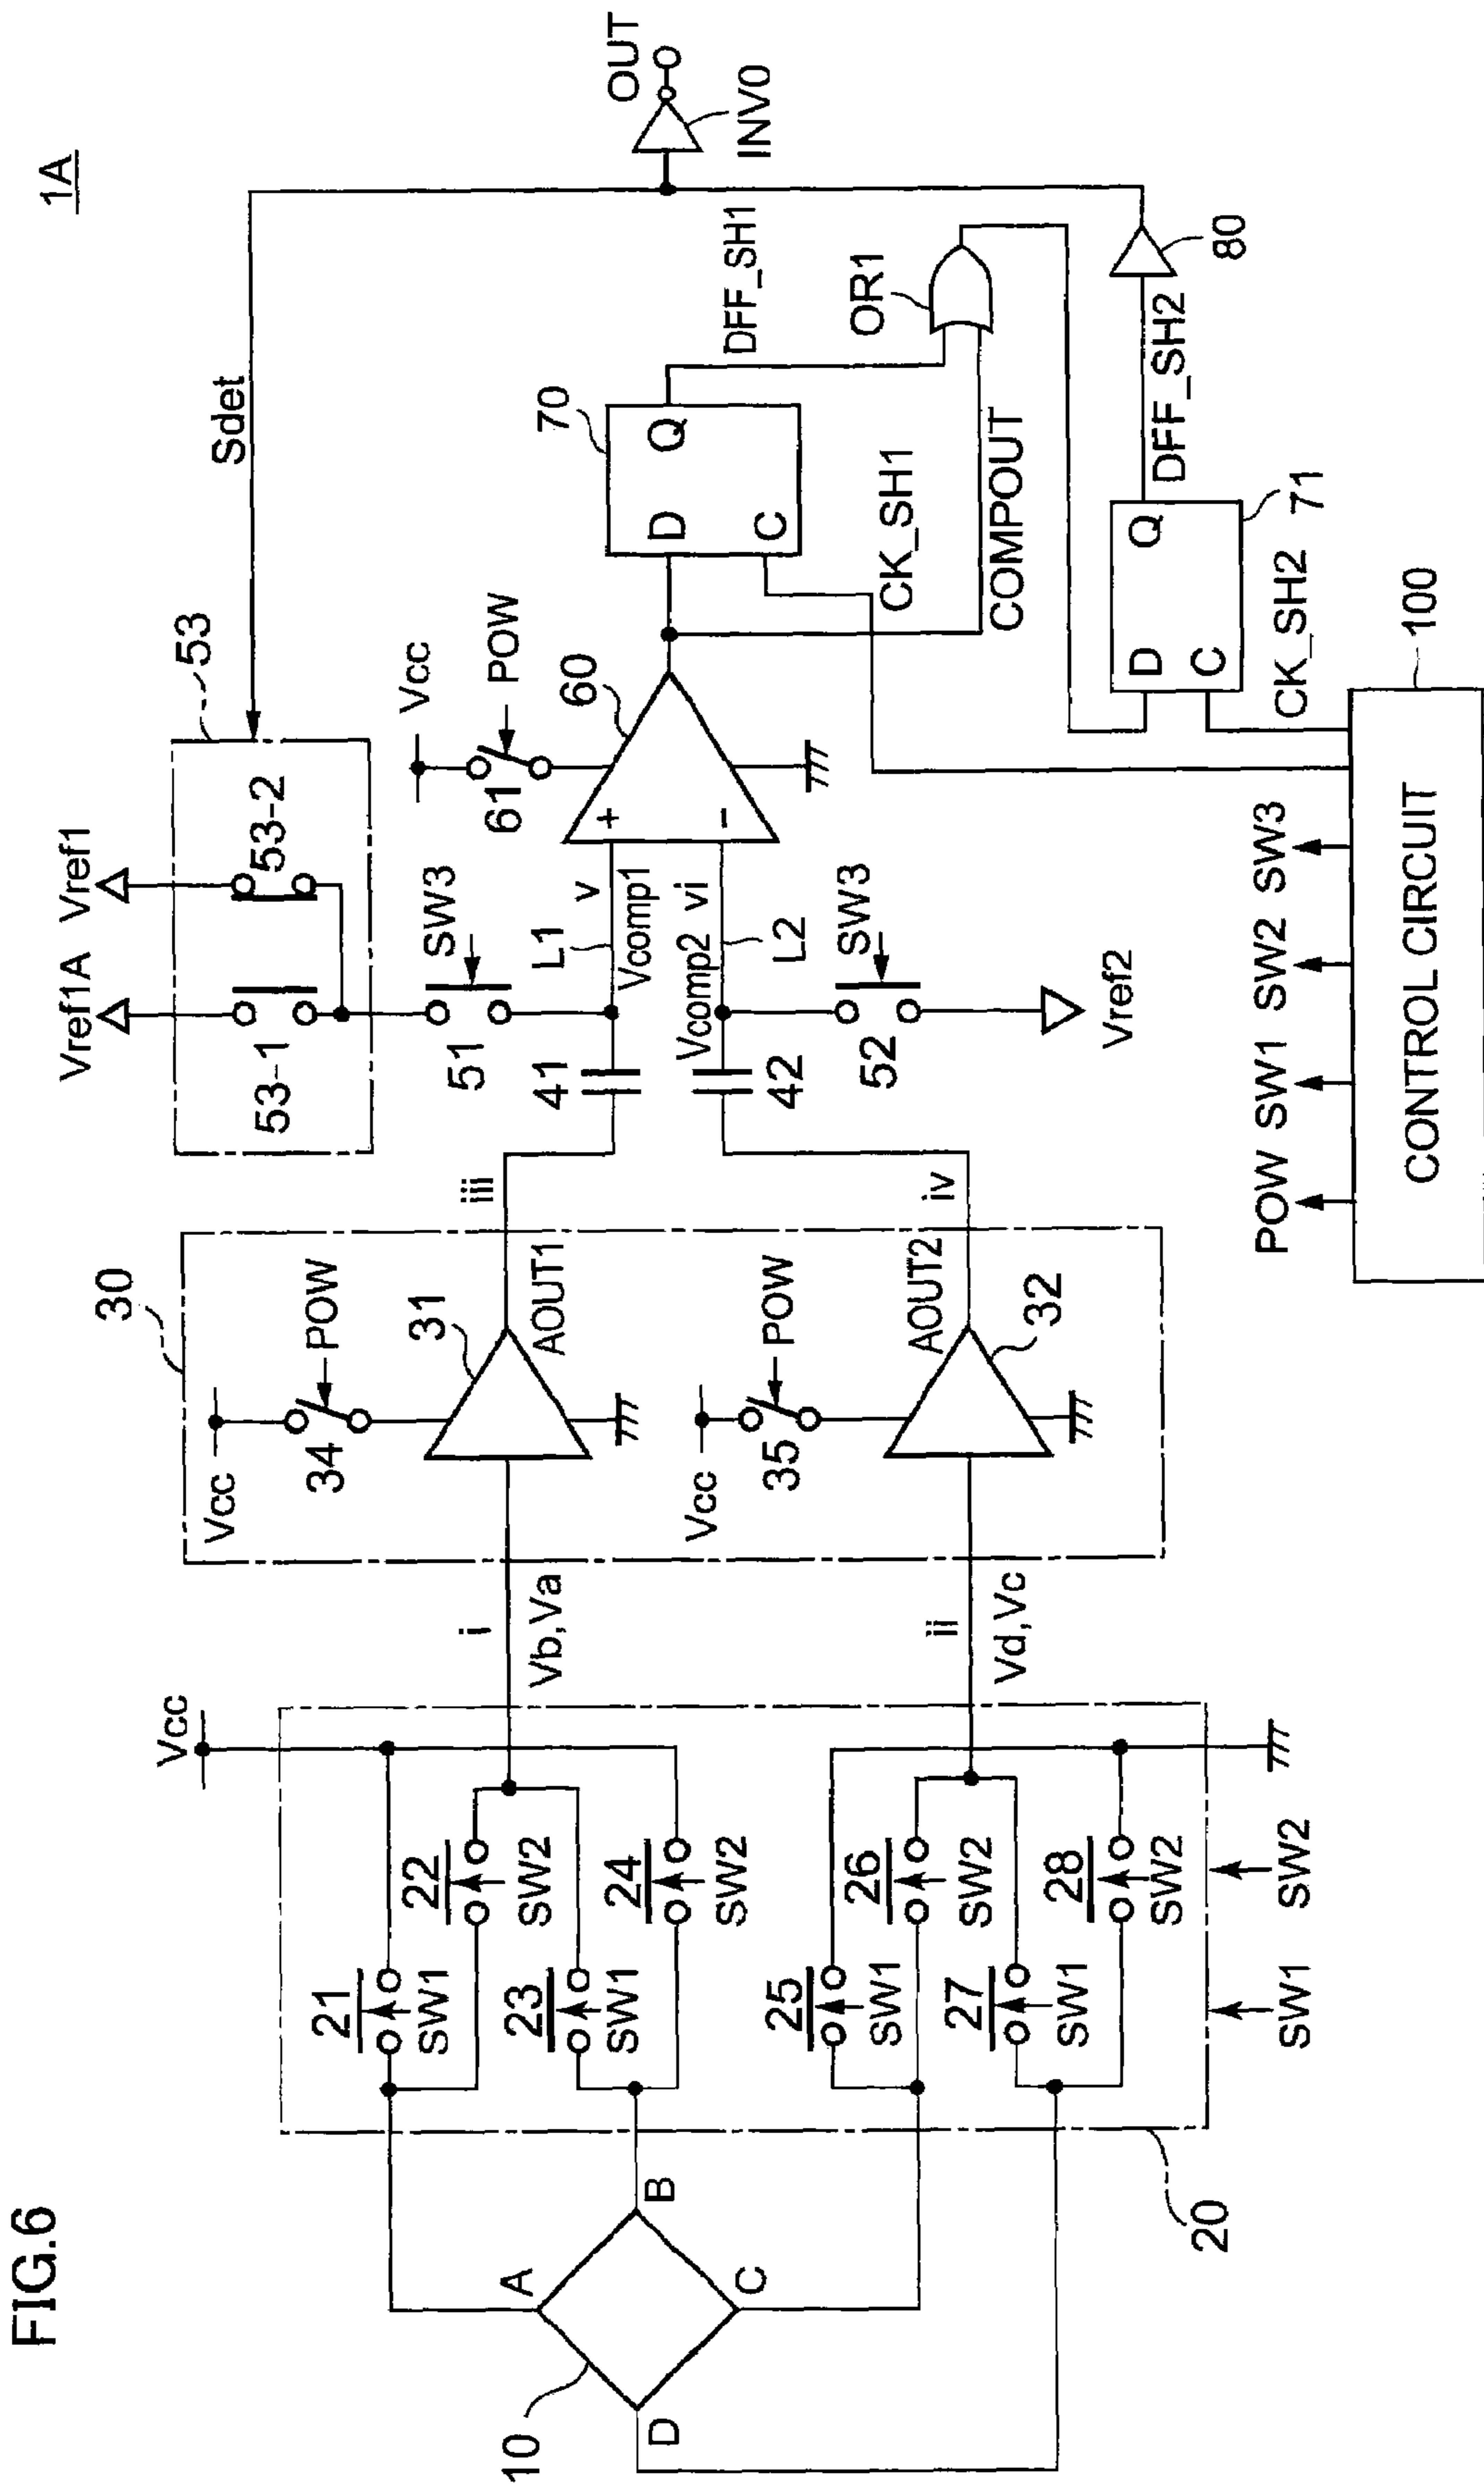 FIG.6
1A
10
A
B
C
D
20
Vcc
21
SW1
22
SW2
23
SW1
24
SW2
25
SW1
26
SW2
27
SW1
28
SW2
SW1
SW2
i
Vb,Va
ii
Vd,Vc
30
Vcc
34
POW
31
AOUT1
Vcc
35
POW
32
AOUT2
iii
iv
Vref1A
Vref1
53-1
53-2
53
Sdet
51
SW3
41
L1
v
Vcomp1
42
Vcomp2
vi
L2
52
SW3
Vref2
Vcc
61
POW
60
+
−
70
D
Q
C
DFF_SH1
CK_SH1
COMPOUT
OR1
71
D
Q
C
DFF_SH2
CK_SH2
80
INV0
OUT
POW
SW1
SW2
SW3
CONTROL CIRCUIT
100